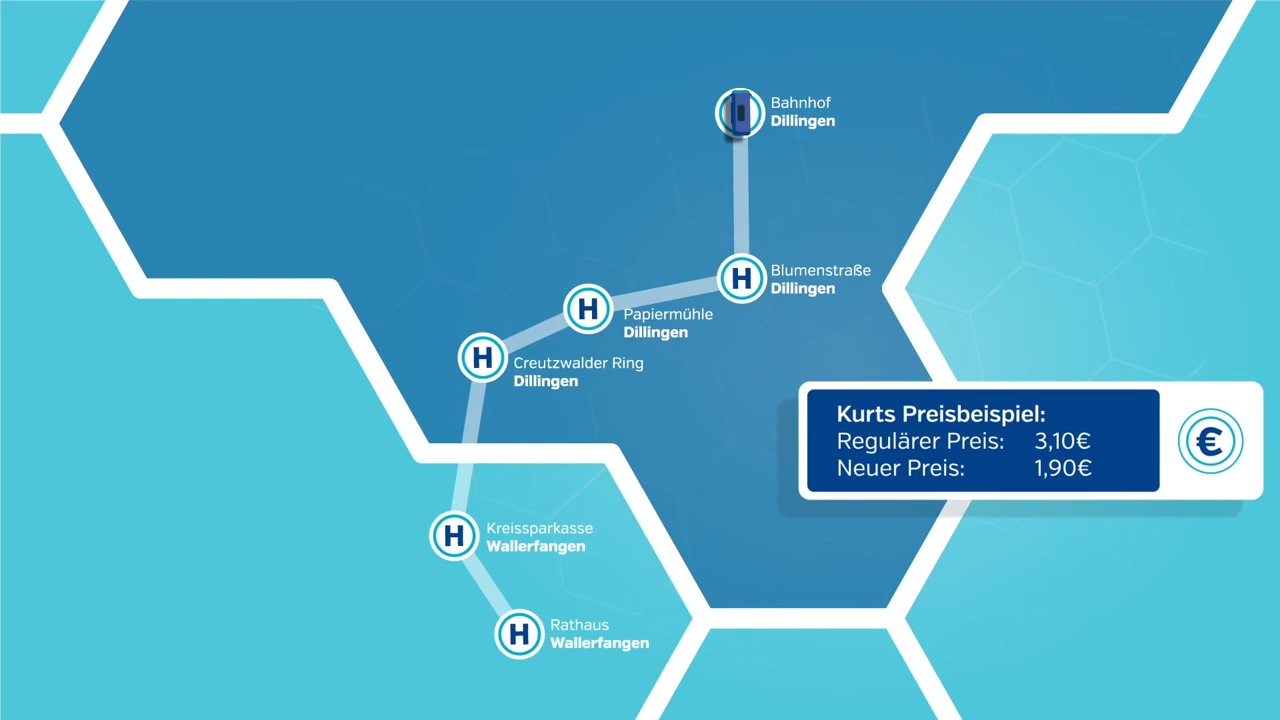 Bahnhof
Dillingen
H
Blumenstraße
Dillingen
H
Papiermühle
Dillingen
H
Creutzwalder Ring
Dillingen
Kurts Preisbeispiel:
Regulärer Preis: 3,10€
Neuer Preis: 1,90€
€
H
Kreissparkasse
Wallerfangen
H
Rathaus
Wallerfangen